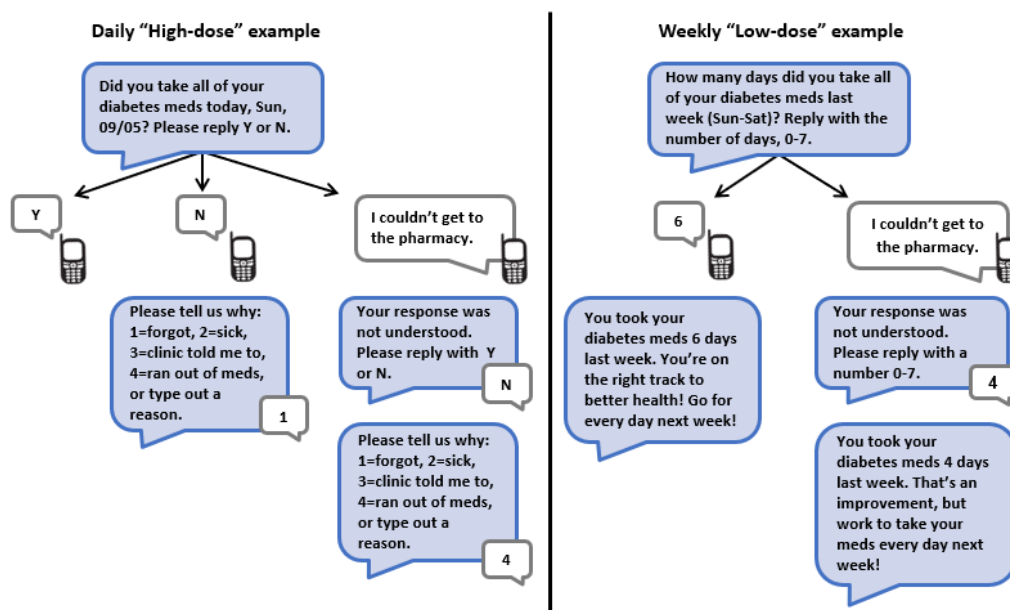 Daily “High-dose” example
Did you take all of your
diabetes meds today, Sun,
09/05? Please reply Y or N.
Y
N
I couldn’t get to
the pharmacy.
Please tell us why:
1=forgot, 2=sick,
3=clinic told me to,
4=ran out of meds,
or type out a
reason.
1
Your response was
not understood.
Please reply with Y
or N.
N
Please tell us why:
1=forgot, 2=sick,
3=clinic told me to,
4=ran out of meds,
or type out a
reason.
4
Weekly “Low-dose” example
How many days did you take all
of your diabetes meds last
week (Sun-Sat)? Reply with the
number of days, 0-7.
6
I couldn’t get to
the pharmacy.
You took your
diabetes meds 6 days
last week. You’re on
the right track to
better health! Go for
every day next week!
Your response was
not understood.
Please reply with a
number 0-7.
4
You took your
diabetes meds 4 days
last week. That’s an
improvement, but
work to take your
meds every day next
week!